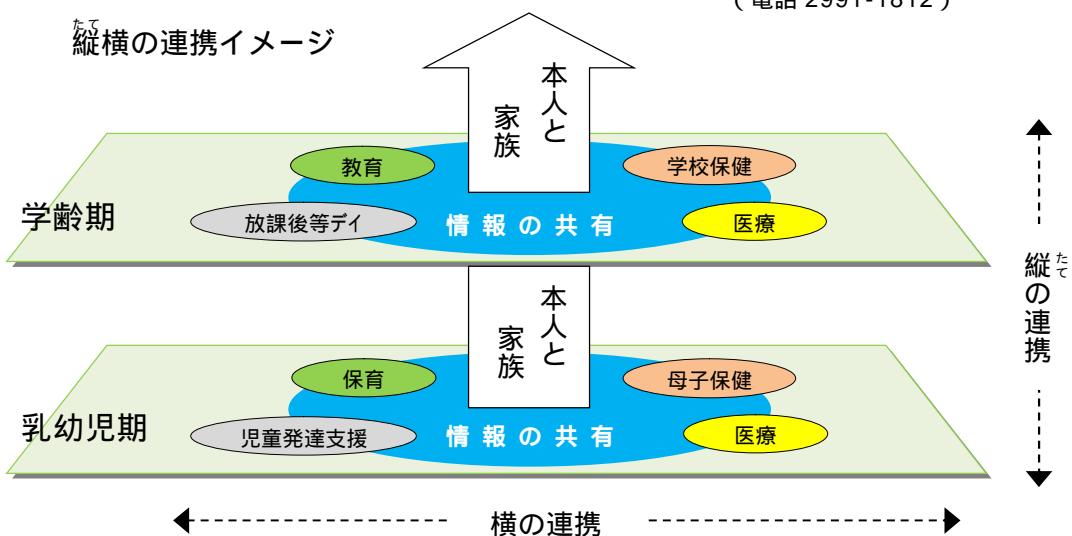 （電話 2991-1812）
縦横の連携イメージ
たて
本人と
家族
教育
学校保健
学齢期
放課後等デイ
情報の共有
医療
本人と
家族
保育
母子保健
乳幼児期
児童発達支援
情報の共有
医療
縦の連携
たて
横の連携